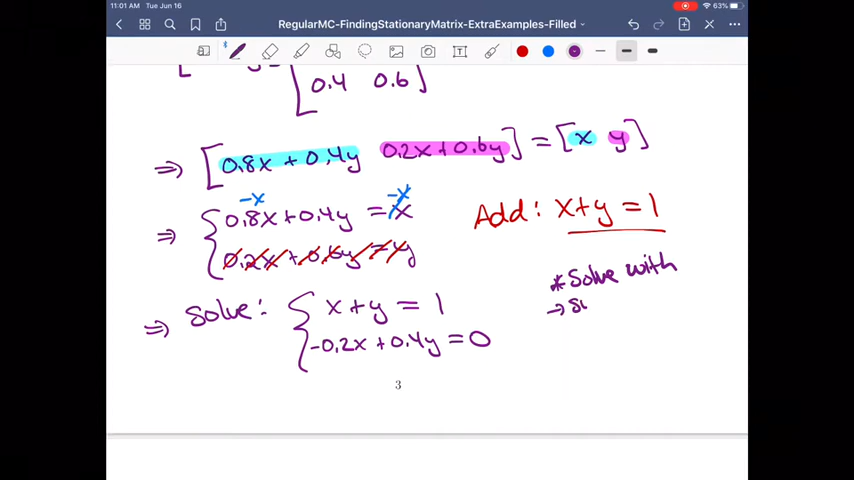 11:01 AM Tue Jun 16
63%
RegularMC-FindingStationaryMatrix-ExtraExamples-Filled
0.4 0.6
⇒ [0.8x + 0.4y 0.2x + 0.6y] = [x y]
-x -x
⇒ { 0.8x + 0.4y = x
Add: x+y = 1
0.2x + 0.6y = y
*Solve with
→ S
⇒ Solve: { x+y = 1
-0.2x + 0.4y = 0
3